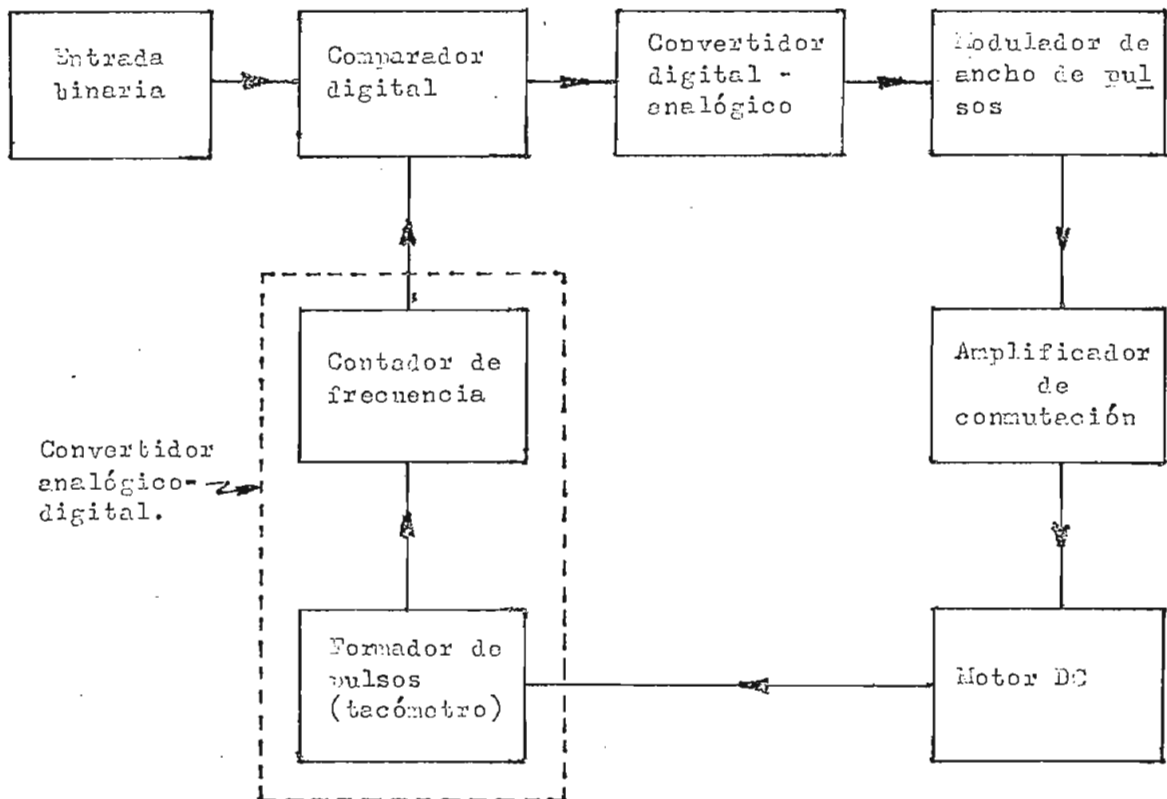 Entrada
binaria
Comparador
digital
Convertidor
digital -
analógico
Modulador de
ancho de pul
sos
Contador de
frecuencia
Amplificador
de
conmutación
Convertidor
analógico-
digital.
Formador de
pulsos
(tacómetro)
Motor DC